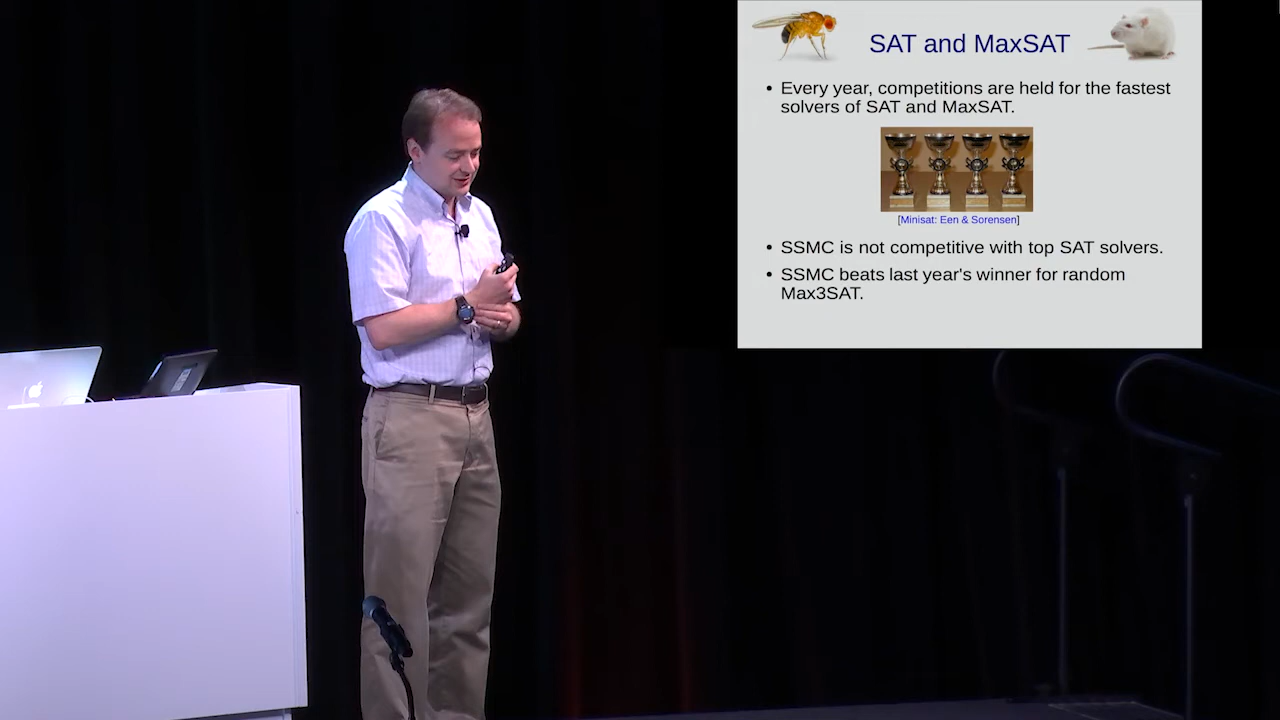 SAT and MaxSAT
• Every year, competitions are held for the fastest
solvers of SAT and MaxSAT.
[Minisat: Een & Sorensen]
• SSMC is not competitive with top SAT solvers.
• SSMC beats last year's winner for random
Max3SAT.